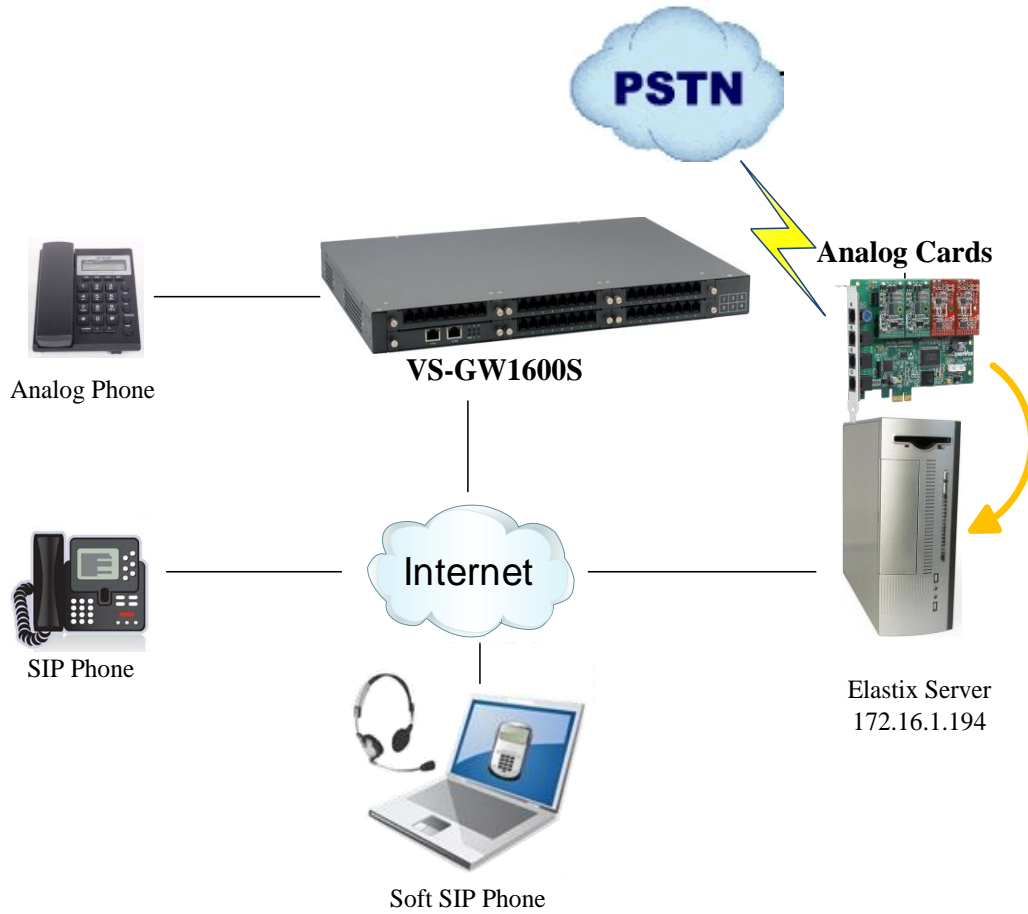 PSTN
Analog Cards
VS-GW1600S
Analog Phone
Internet
SIP Phone
Elastix Server
172.16.1.194
Soft SIP Phone